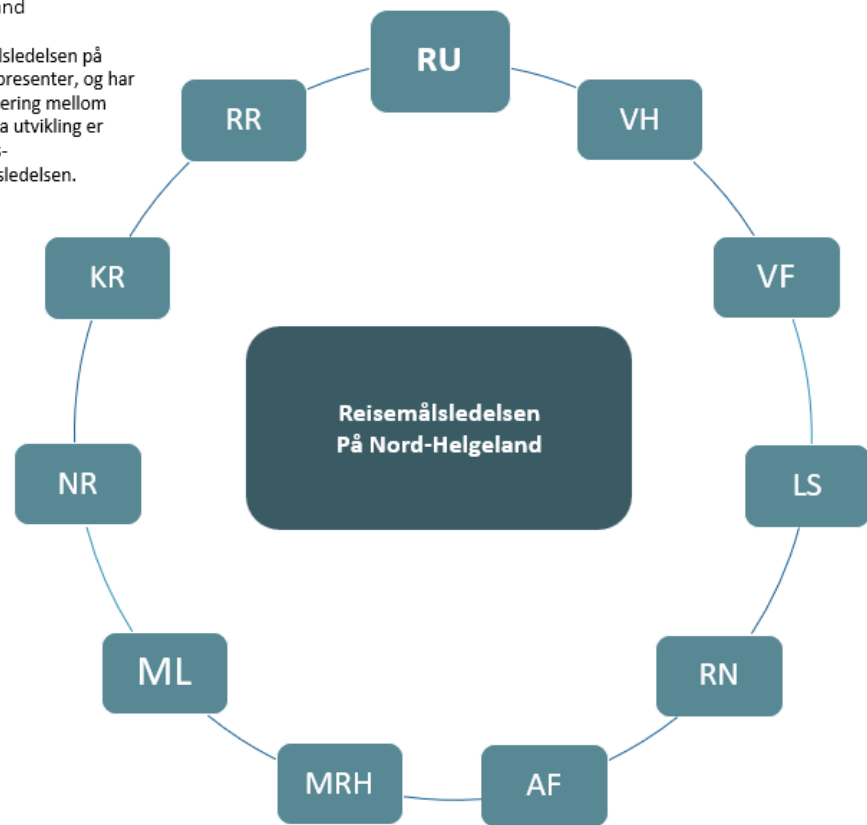 and
lsledelsen på
presenter, og har
ering mellom
a utvikling er
s-
sledelsen.
RU
VH
VF
LS
RN
AF
MRH
ML
NR
KR
RR
Reisemålsledelsen
På Nord-Helgeland